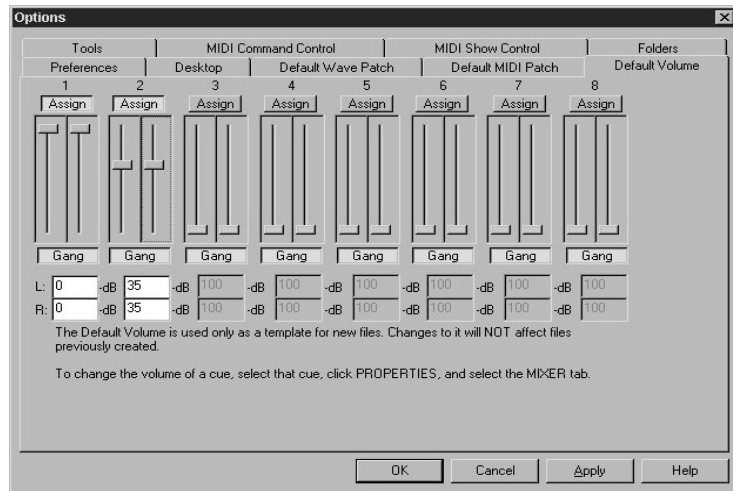 Options
Tools MIDI Command Control MIDI Show Control Folders
Preferences Desktop Default Wave Patch Default MIDI Patch Default Volume
1 2 3 4 5 6 7 8
Assign Assign Assign Assign Assign Assign Assign Assign
Gang Gang Gang Gang Gang Gang Gang Gang
L: 0 -dB 35 -dB 100 -dB 100 -dB 100 -dB 100 -dB 100 -dB 100
R: 0 -dB 35 -dB 100 -dB 100 -dB 100 -dB 100 -dB 100 -dB 100
The Default Volume is used only as a template for new files. Changes to it will NOT affect files
previously created.
To change the volume of a cue, select that cue, click PROPERTIES, and select the MIXER tab.
OK Cancel Apply Help